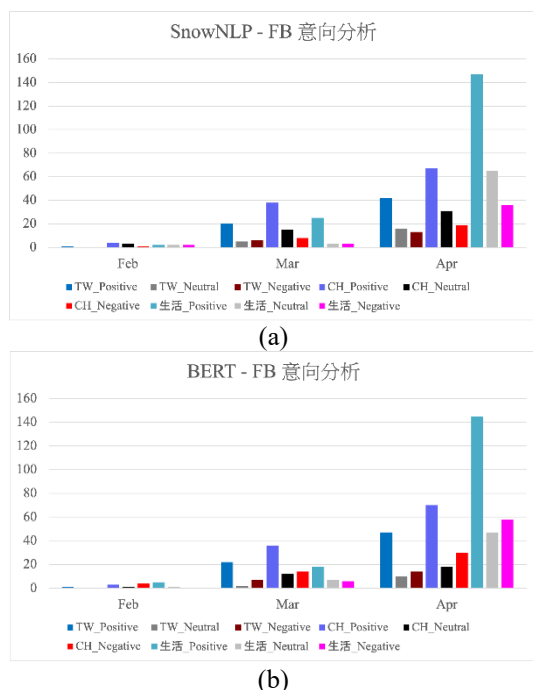 SnowNLP - FB 意向分析
160
140
120
100
80
60
40
20
0
Feb Mar Apr
TW_Positive TW_Neutral TW_Negative CH_Positive CH_Neutral
CH_Negative 生活_Positive 生活_Neutral 生活_Negative
(a)
BERT - FB 意向分析
160
140
120
100
80
60
40
20
0
Feb Mar Apr
TW_Positive TW_Neutral TW_Negative CH_Positive CH_Neutral
CH_Negative 生活_Positive 生活_Neutral 生活_Negative
(b)